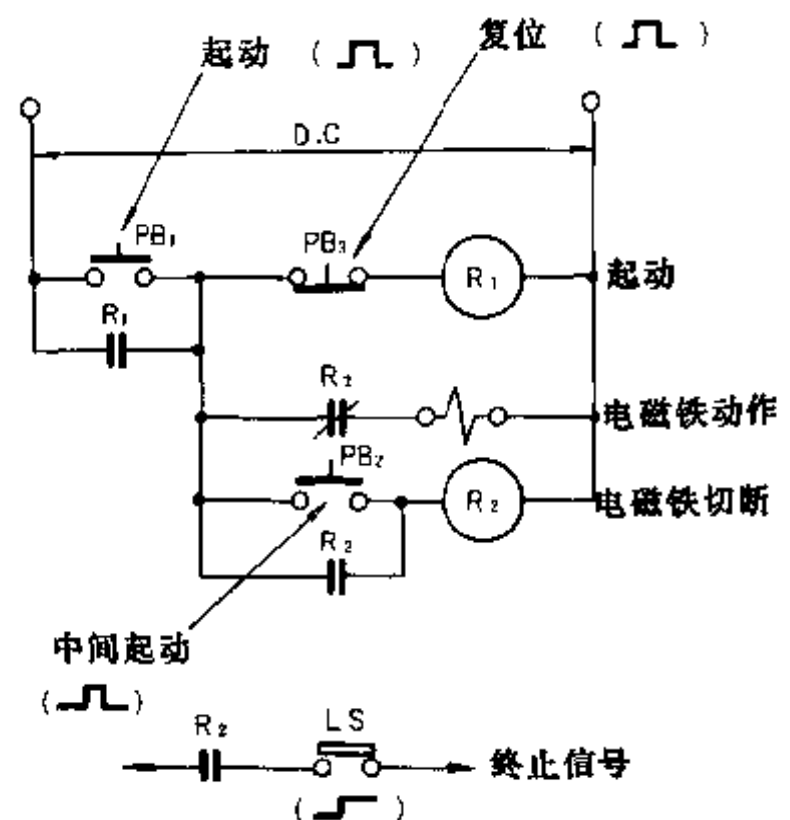 起动 ( )
复位 ( )
D.C
PB₁
PB₃
R₁
起动
R₁
R₂
电磁铁动作
PB₂
R₂
电磁铁切断
R₂
中间起动
( )
R₂
LS
终止信号
( )